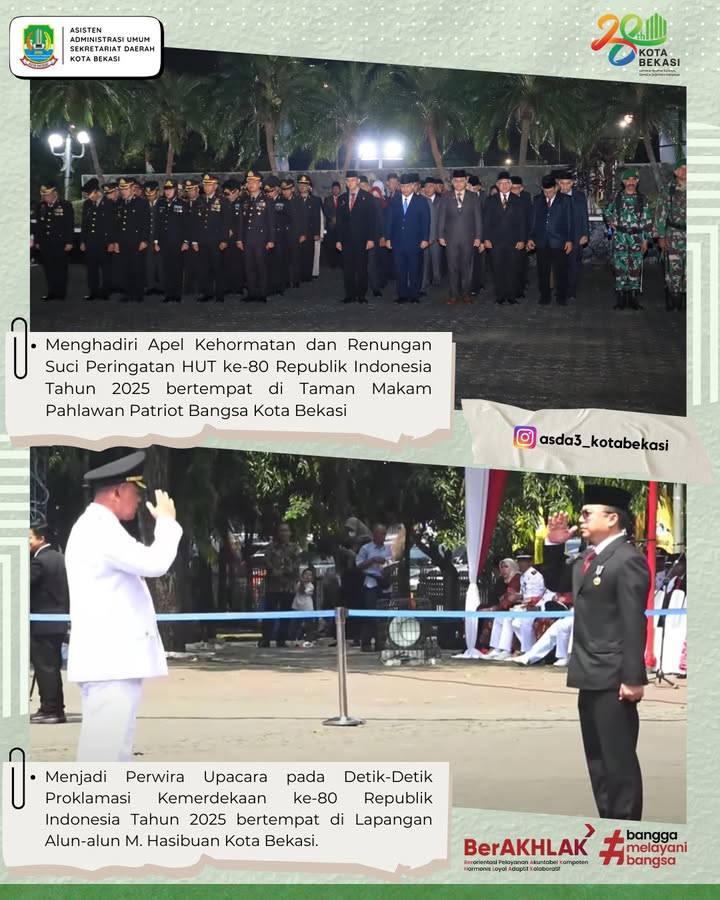 ASISTEN
ADMINISTRASI UMUM
SEKRETARIAT DAERAH
KOTA BEKASI
28th
KOTA
BEKASI
• Menghadiri Apel Kehormatan dan Renungan
Suci Peringatan HUT ke-80 Republik Indonesia
Tahun 2025 bertempat di Taman Makam
Pahlawan Patriot Bangsa Kota Bekasi
asda3_kotabekasi
• Menjadi Perwira Upacara pada Detik-Detik
Proklamasi Kemerdekaan ke-80 Republik
Indonesia Tahun 2025 bertempat di Lapangan
Alun-alun M. Hasibuan Kota Bekasi.
BerAKHLAK
Berorientasi Pelayanan Akuntabel Kompeten
Harmonis Loyal Adaptif Kolaboratif
#bangga
melayani
bangsa